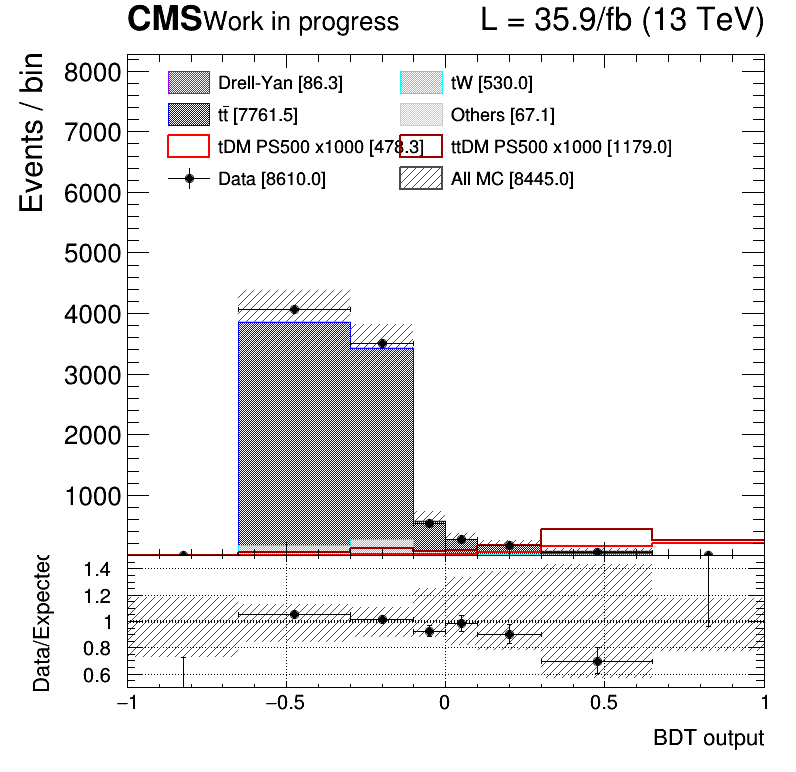 CMS Work in progress L = 35.9/fb (13 TeV)
Events / bin
8000
7000
6000
5000
4000
3000
2000
1000
Drell-Yan [86.3] tW [530.0]
tt̄ [7761.5] Others [67.1]
tDM PS500 x1000 [478.3] ttDM PS500 x1000 [1179.0]
Data [8610.0] All MC [8445.0]
Data/Expected
1.4
1.2
1
0.8
0.6
−1 −0.5 0 0.5 1
BDT output